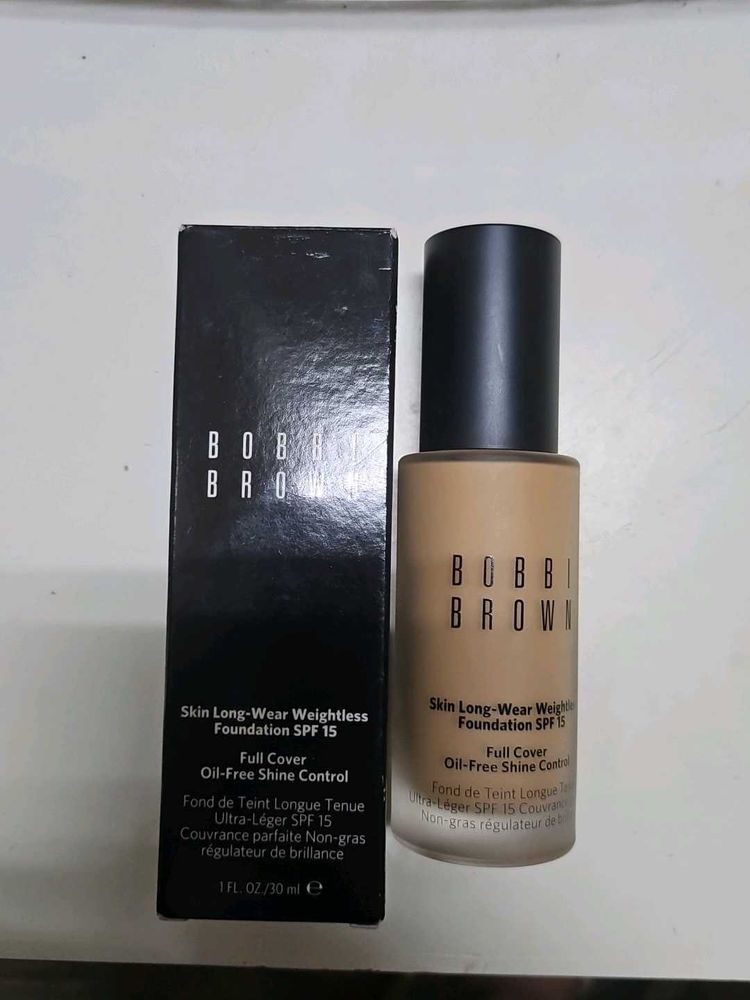 BOBBI
BROWN
Skin Long-Wear Weightless
Foundation SPF 15
Full Cover
Oil-Free Shine Control
Fond de Teint Longue Tenue
Ultra-Léger SPF 15
Couvrance parfaite Non-gras
régulateur de brillance
1 FL. OZ./30 ml ℮
BOBBI
BROWN
Skin Long-Wear Weightle
Foundation SPF 15
Full Cover
Oil-Free Shine Control
Fond de Teint Longue
Ultra-Léger SPF 15 Couvrance
Non-gras régulateur de